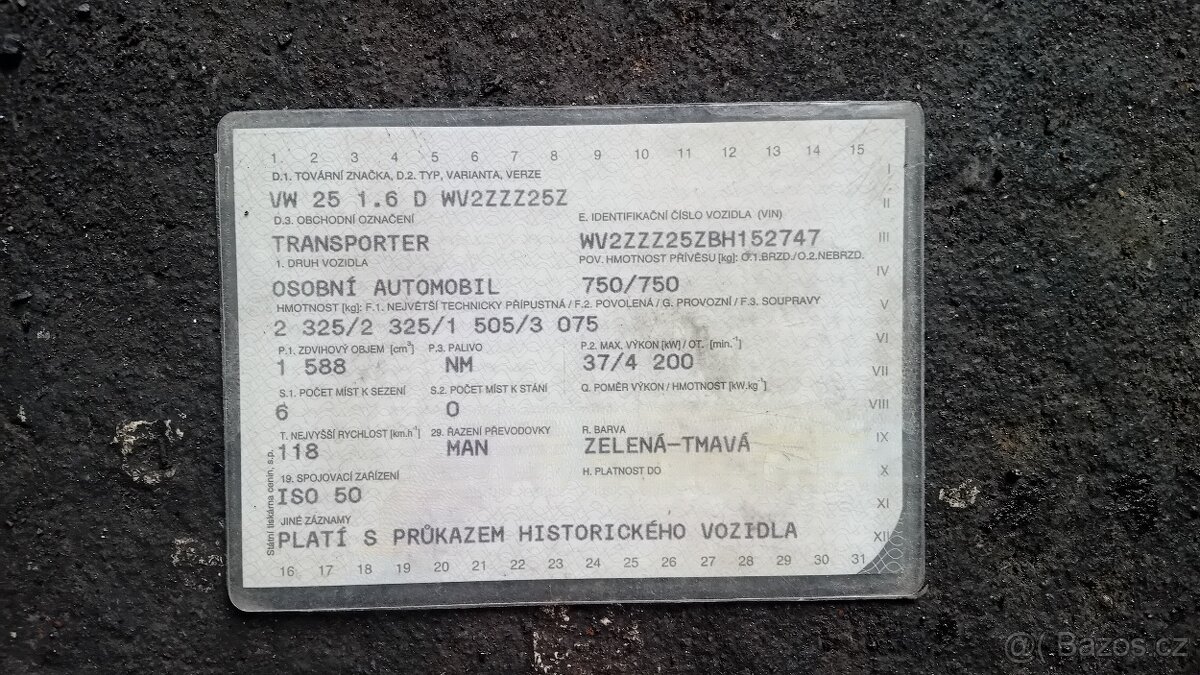 1 2 3 4 5 6 7 8 9 10 11 12 13 14 15
D.1. TOVÁRNÍ ZNAČKA, D.2. TYP, VARIANTA, VERZE
I
VW 25 1.6 D WV2ZZZ25Z
II
D.3. OBCHODNÍ OZNAČENÍ E. IDENTIFIKAČNÍ ČÍSLO VOZIDLA (VIN)
TRANSPORTER WV2ZZZ25ZBH152747
III
1. DRUH VOZIDLA POV. HMOTNOST PŘÍVĚSU [kg]: O.1.BRZD./O.2.NEBRZD.
IV
OSOBNÍ AUTOMOBIL 750/750
HMOTNOST [kg]: F.1. NEJVĚTŠÍ TECHNICKY PŘÍPUSTNÁ / F.2. POVOLENÁ / G. PROVOZNÍ / F.3. SOUPRAVY
V
2 325/2 325/1 505/3 075
VI
P.1. ZDVIHOVÝ OBJEM [cm³] P.3. PALIVO P.2. MAX. VÝKON [kW] / OT. [min.⁻¹]
1 588 NM 37/4 200
VII
S.1. POČET MÍST K SEZENÍ S.2. POČET MÍST K STÁNÍ Q. POMĚR VÝKON / HMOTNOST [kW.kg⁻¹]
6 0
VIII
T. NEJVYŠŠÍ RYCHLOST [km.h⁻¹] 29. ŘAZENÍ PŘEVODOVKY R. BARVA
IX
118 MAN ZELENÁ-TMAVÁ
19. SPOJOVACÍ ZAŘÍZENÍ H. PLATNOST DO
X
ISO 50
XI
JINÉ ZÁZNAMY
PLATÍ S PRŮKAZEM HISTORICKÉHO VOZIDLA
XII
16 17 18 19 20 21 22 23 24 25 26 27 28 29 30 31
Státní tiskárna cenin, s.p.
@( Bazos.cz